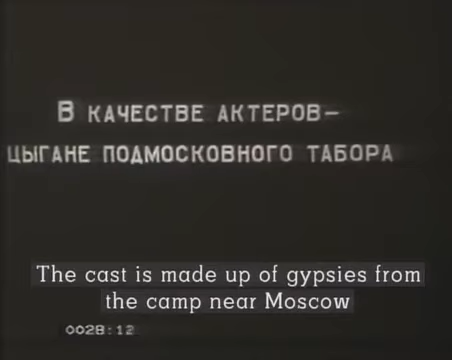 В КАЧЕСТВЕ АКТЕРОВ—
ЦЫГАНЕ ПОДМОСКОВНОГО ТАБОРА
The cast is made up of gypsies from
the camp near Moscow
0028:12